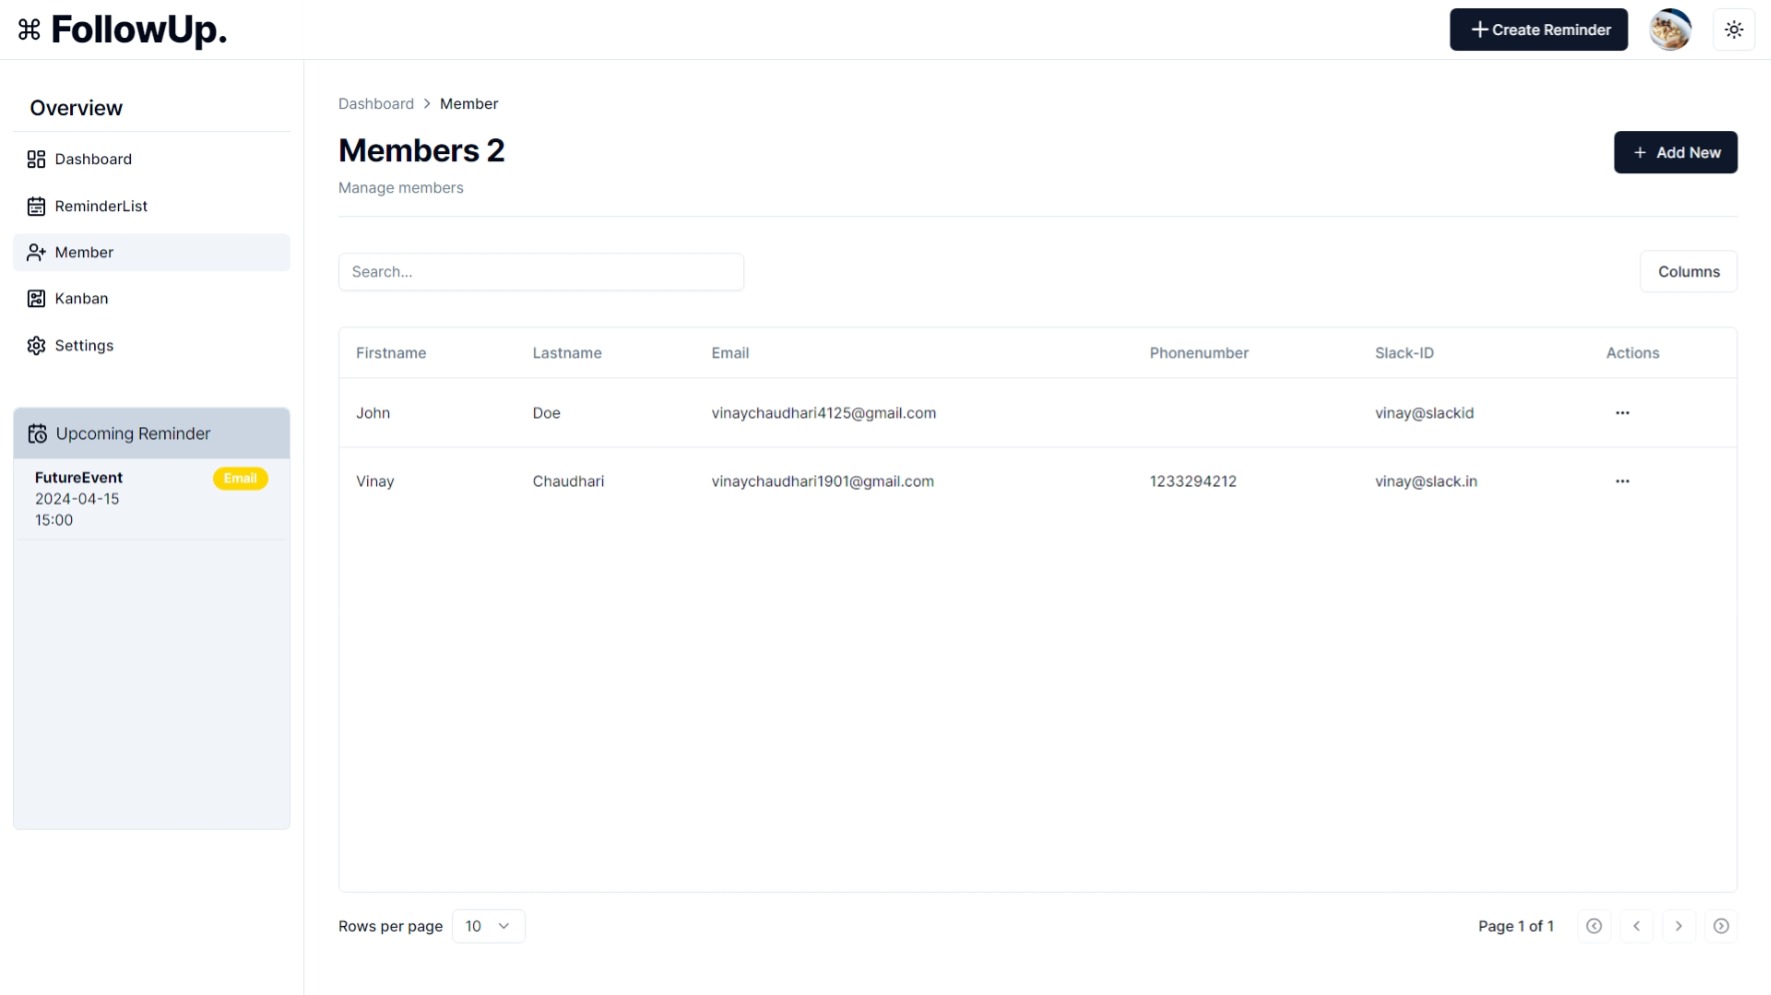 ⌘ FollowUp.
Create Reminder
Overview
Dashboard
ReminderList
Member
Kanban
Settings
Upcoming Reminder
FutureEvent Email
2024-04-15
15:00
Dashboard > Member
Members 2
+ Add New
Manage members
Search...
Columns
Firstname Lastname Email Phonenumber Slack-ID Actions
John Doe vinaychaudhari4125@gmail.com vinay@slackid ...
Vinay Chaudhari vinaychaudhari1901@gmail.com 1233294212 vinay@slack.in ...
Rows per page 10
Page 1 of 1